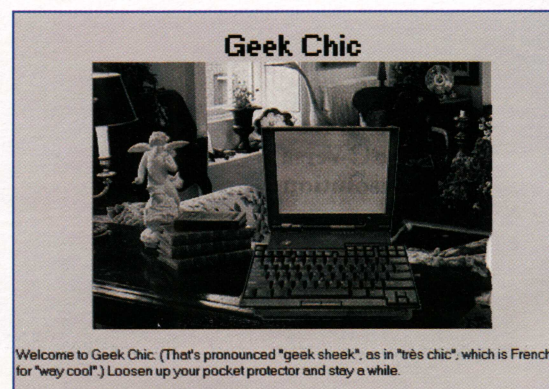 Geek Chic
Welcome to Geek Chic. (That's pronounced "geek sheek", as in "très chic", which is French
for "way cool".) Loosen up your pocket protector and stay a while.